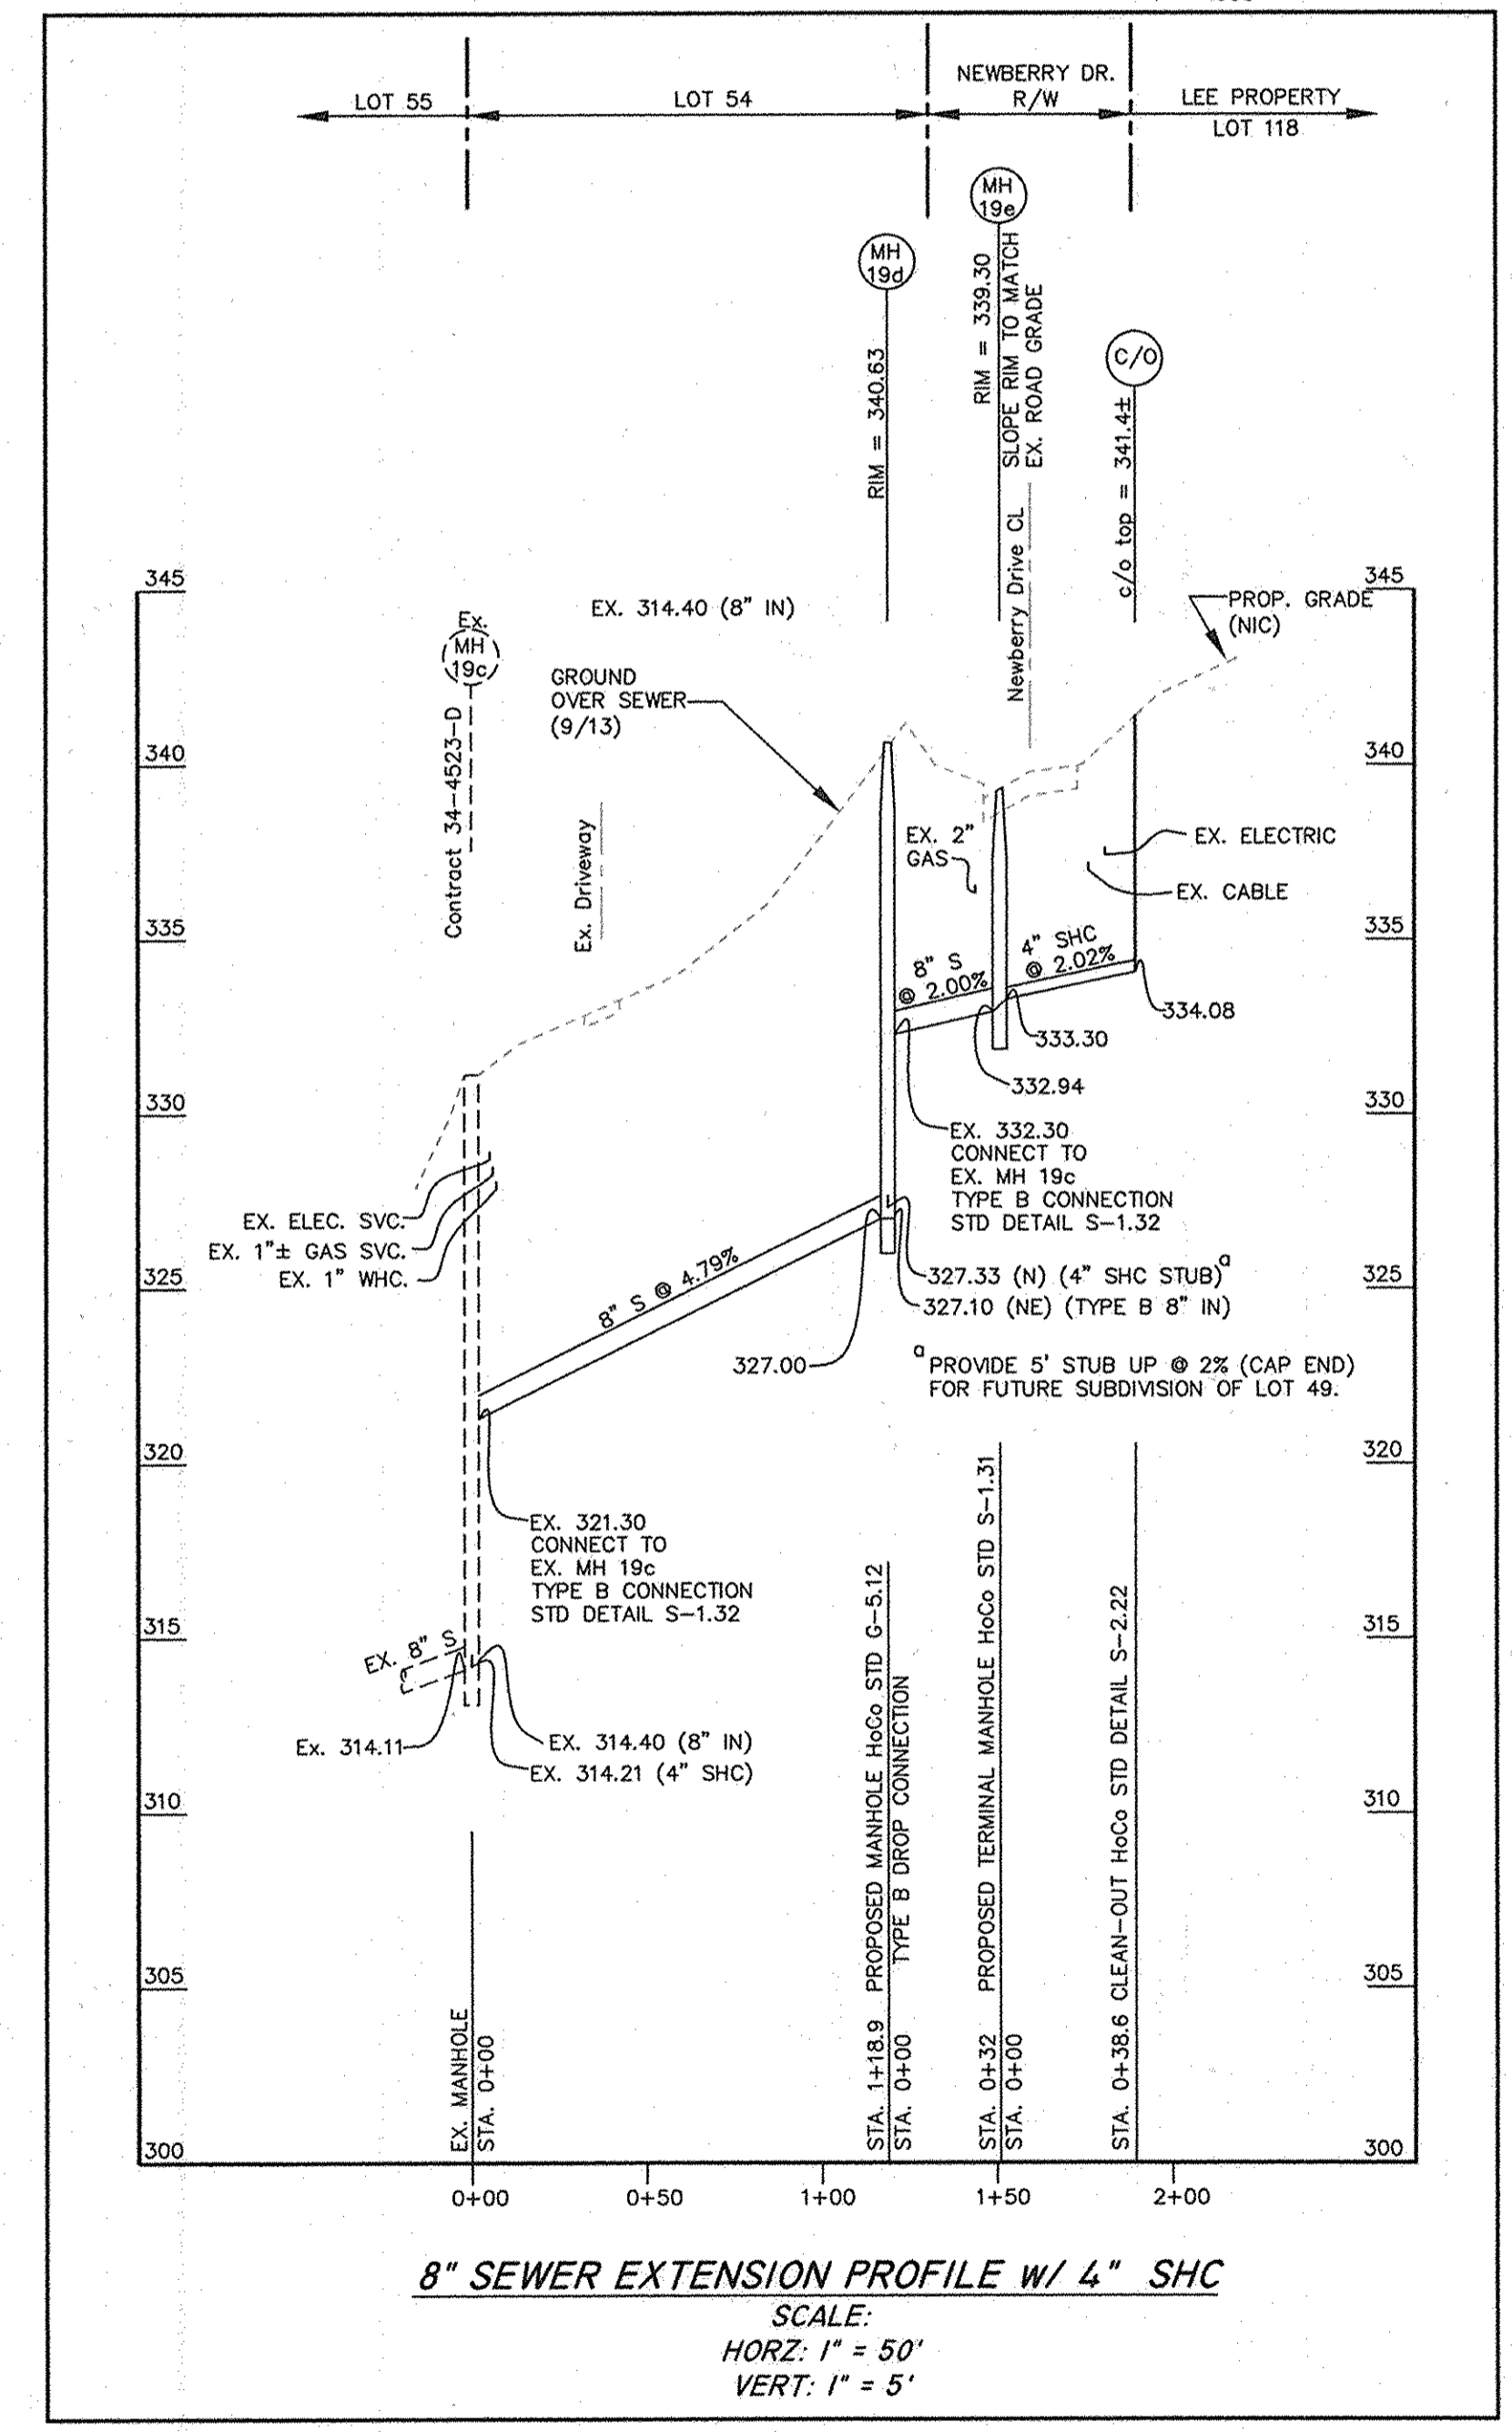 NEWBERRY DR.
R/W
LOT 55
LOT 54
LEE PROPERTY
LOT 118
MH
19e
MH
19d
RIM = 339.30
SLOPE RIM TO MATCH
EX. ROAD GRADE
RIM = 340.63
C/O
c/o top = 341.4±
Newberry Drive CL
345
345
EX. 314.40 (8" IN)
PROP. GRADE
(NIC)
Ex.
MH
19c
GROUND
OVER SEWER
(9/13)
Contract 34-4523-D
340
340
Ex. Driveway
EX. 2"
GAS
EX. ELECTRIC
EX. CABLE
335
335
8" S
@ 2.00%
4" SHC
@ 2.02%
334.08
333.30
332.94
330
330
EX. 332.30
CONNECT TO
EX. MH 19c
TYPE B CONNECTION
STD DETAIL S-1.32
EX. ELEC. SVC.
EX. 1"± GAS SVC.
EX. 1" WHC.
325
325
8" S @ 4.79%
327.33 (N) (4" SHC STUB)a
327.10 (NE) (TYPE B 8" IN)
327.00
a PROVIDE 5' STUB UP @ 2% (CAP END)
FOR FUTURE SUBDIVISION OF LOT 49.
320
320
EX. 321.30
CONNECT TO
EX. MH 19c
TYPE B CONNECTION
STD DETAIL S-1.32
315
315
EX. 8" S
Ex. 314.11
EX. 314.40 (8" IN)
EX. 314.21 (4" SHC)
310
310
305
305
EX. MANHOLE
STA. 0+00
STA. 1+18.9 PROPOSED MANHOLE HoCo STD G-5.12
STA. 0+00 TYPE B DROP CONNECTION
STA. 0+32 PROPOSED TERMINAL MANHOLE HoCo STD S-1.31
STA. 0+00
STA. 0+38.6 CLEAN-OUT HoCo STD DETAIL S-2.22
300
300
0+00
0+50
1+00
1+50
2+00
8" SEWER EXTENSION PROFILE w/ 4" SHC
SCALE:
HORZ: 1" = 50'
VERT: 1" = 5'